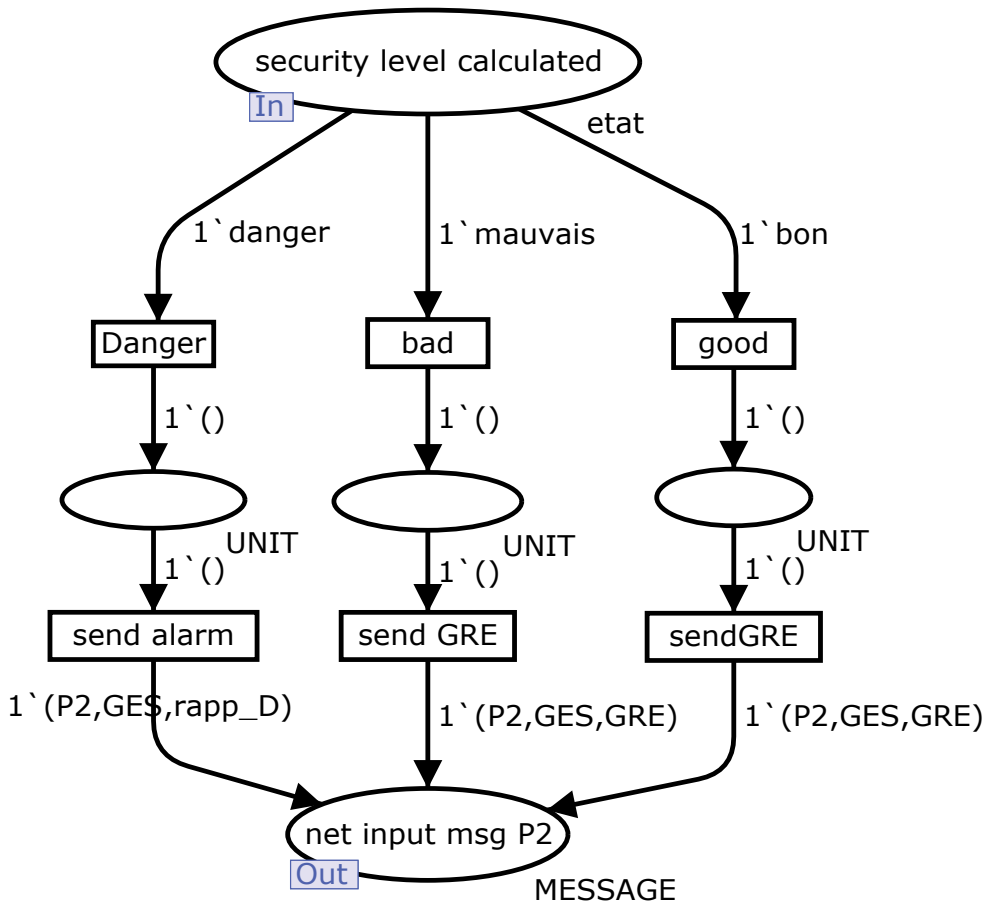 security level calculated
In
etat
1`danger
1`mauvais
1`bon
Danger
bad
good
1`()
1`()
1`()
UNIT
UNIT
UNIT
1`()
1`()
1`()
send alarm
send GRE
sendGRE
1`(P2,GES,rapp_D)
1`(P2,GES,GRE)
1`(P2,GES,GRE)
net input msg P2
Out
MESSAGE